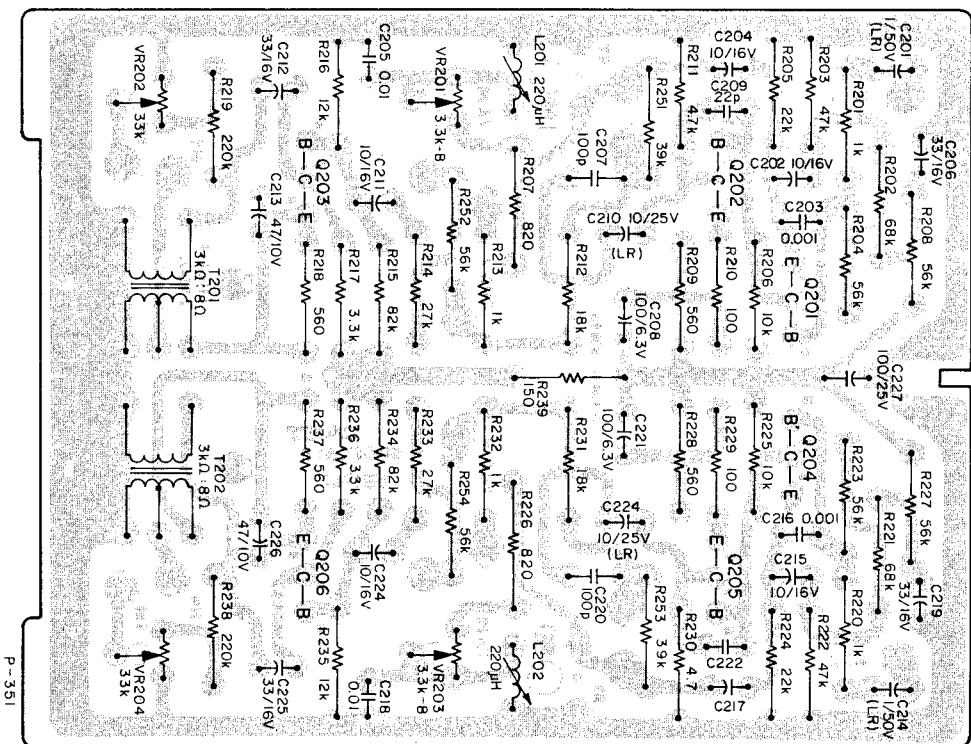 C201
1/50V
(LR)
C204
10/16V
C209
22p
R203
47k
R205
22k
R201
1k
C206
33/16V
R202
68k
R208
56k
C202 10/16V
C203
0.001
R204
56k
Q201
E-C-B
R206
10k
R210
100
R209
560
Q202
B-C-E
R211
4.7k
R251
39k
C207
100p
C210 10/25V
(LR)
C208
100/6.3V
R212
18k
L201
220μH
R207
820
VR201
3.3k-B
R252
56k
R213
1k
R214
27k
C205 0.01
C211
10/16V
R215
82k
R216
12k
Q203
B-C-E
R217
3.3k
R218
560
C212
33/16V
C213
47/10V
R219
220k
VR202
33k
T201
3kΩ:8Ω
C227
100/25V
R239
150
C221
100/6.3V
R227
56k
R223
56k
R221
68k
C219
33/16V
Q204
B-C-E
R225
10k
R229
100
R228
560
C216 0.001
C215
10/16V
R220
1k
C214
1/50V
(LR)
R222
47k
R224
22k
Q205
E-C-B
C222
C217
R230
4.7
R253
3.9k
C224
10/25V
(LR)
C220
100p
R231
18k
R226
820
L202
220μH
R232
1k
R254
56k
VR203
3.3k-B
R233
27k
R234
82k
C224
10/16V
C218
0.01
R236
3.3k
R237
560
Q206
E-C-B
R235
12k
C226
47/10V
C225
33/16V
R238
220k
VR204
33k
T202
3kΩ:8Ω
P-351